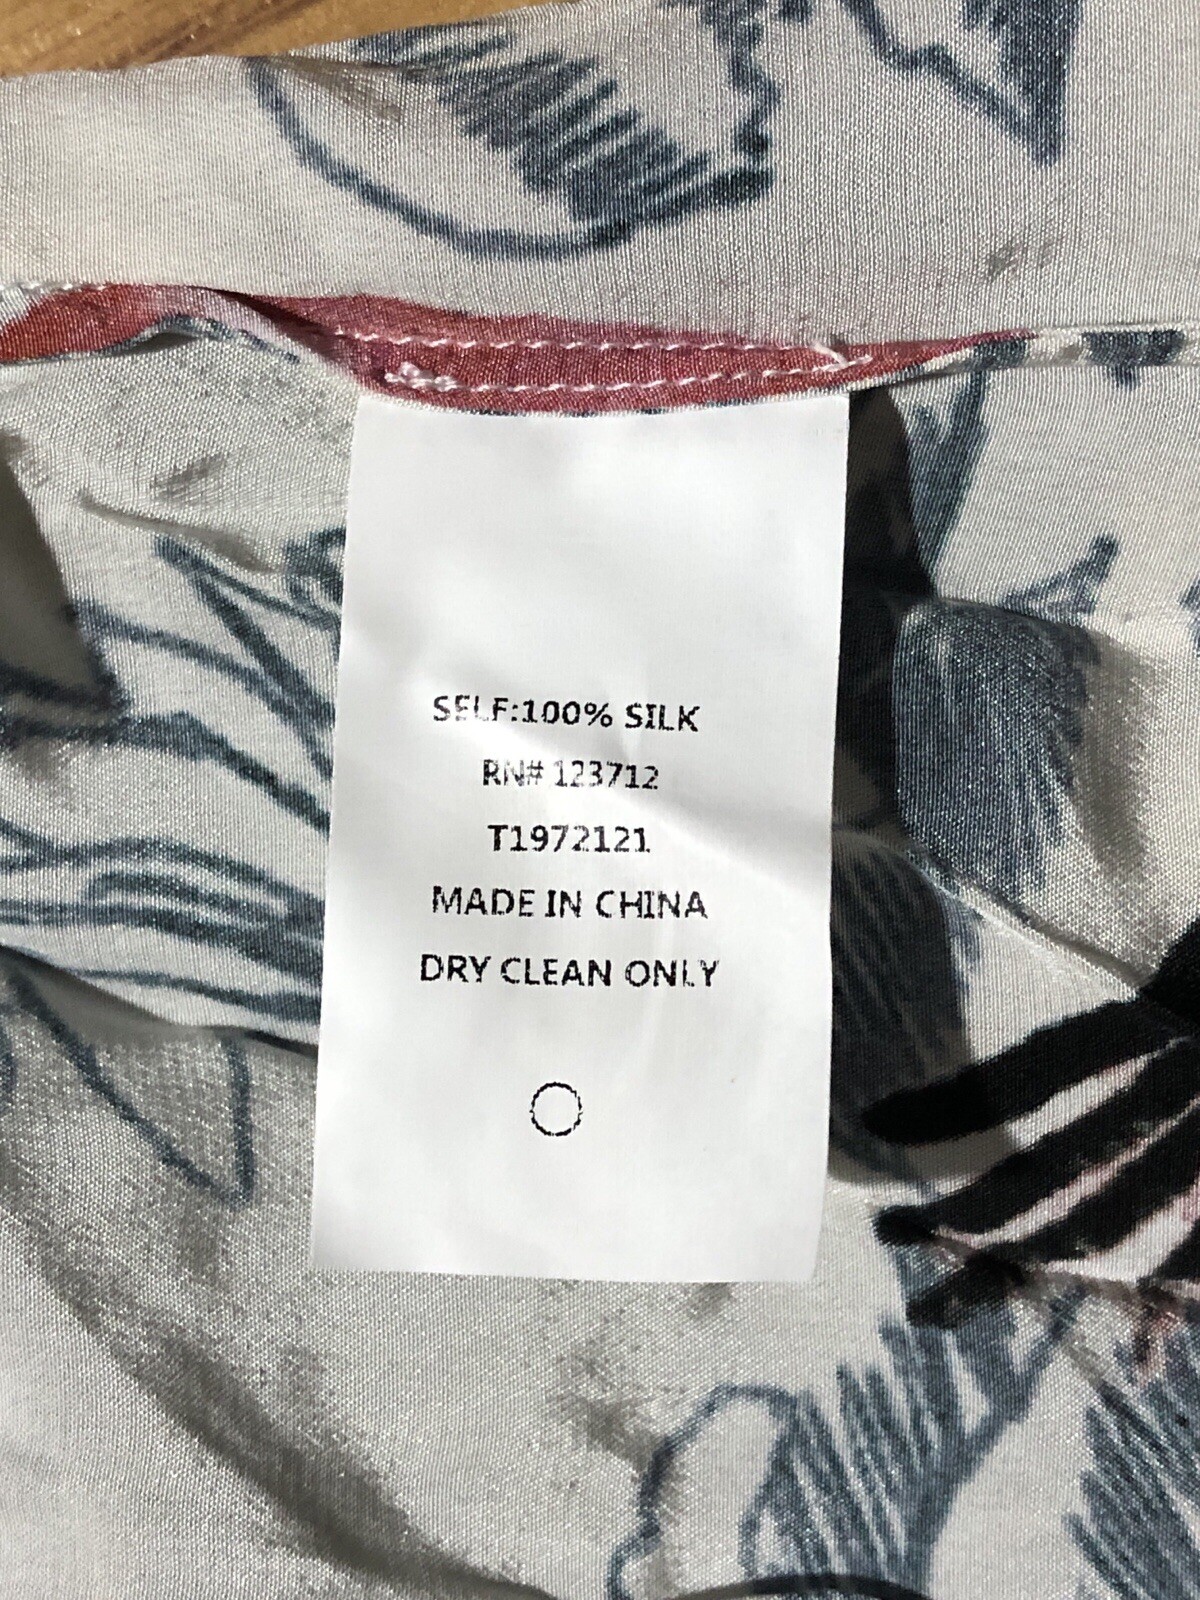 SELF:100% SILK
RN# 123712
T1972121
MADE IN CHINA
DRY CLEAN ONLY